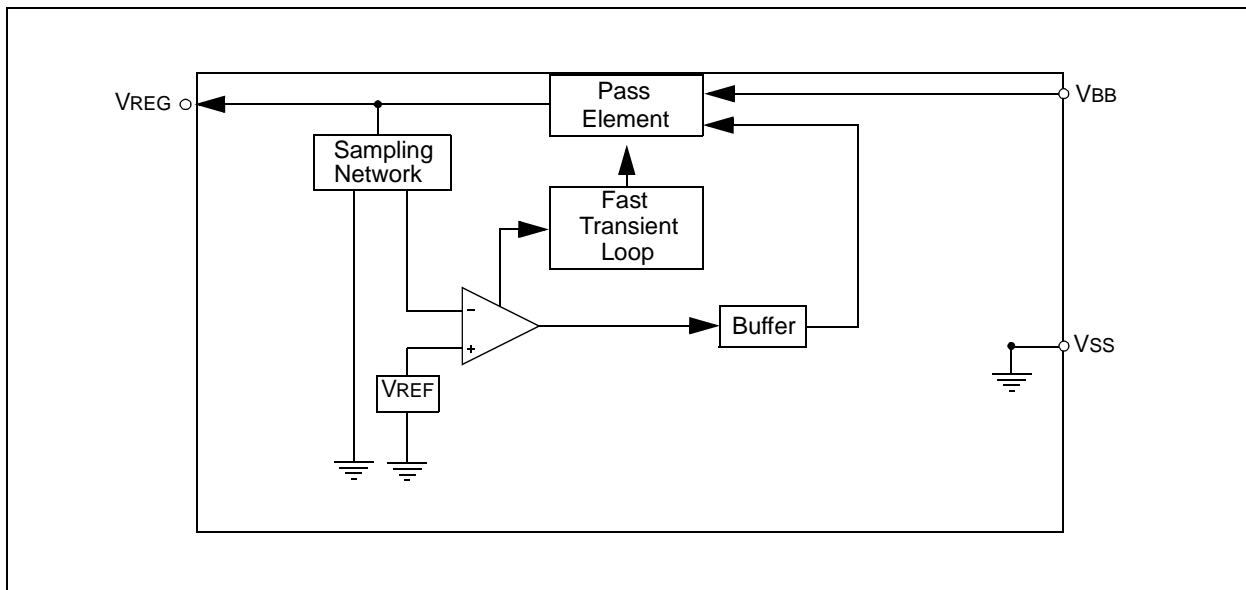 VREG
Pass
Element
VBB
Sampling
Network
Fast
Transient
Loop
-
+
Buffer
VSS
VREF